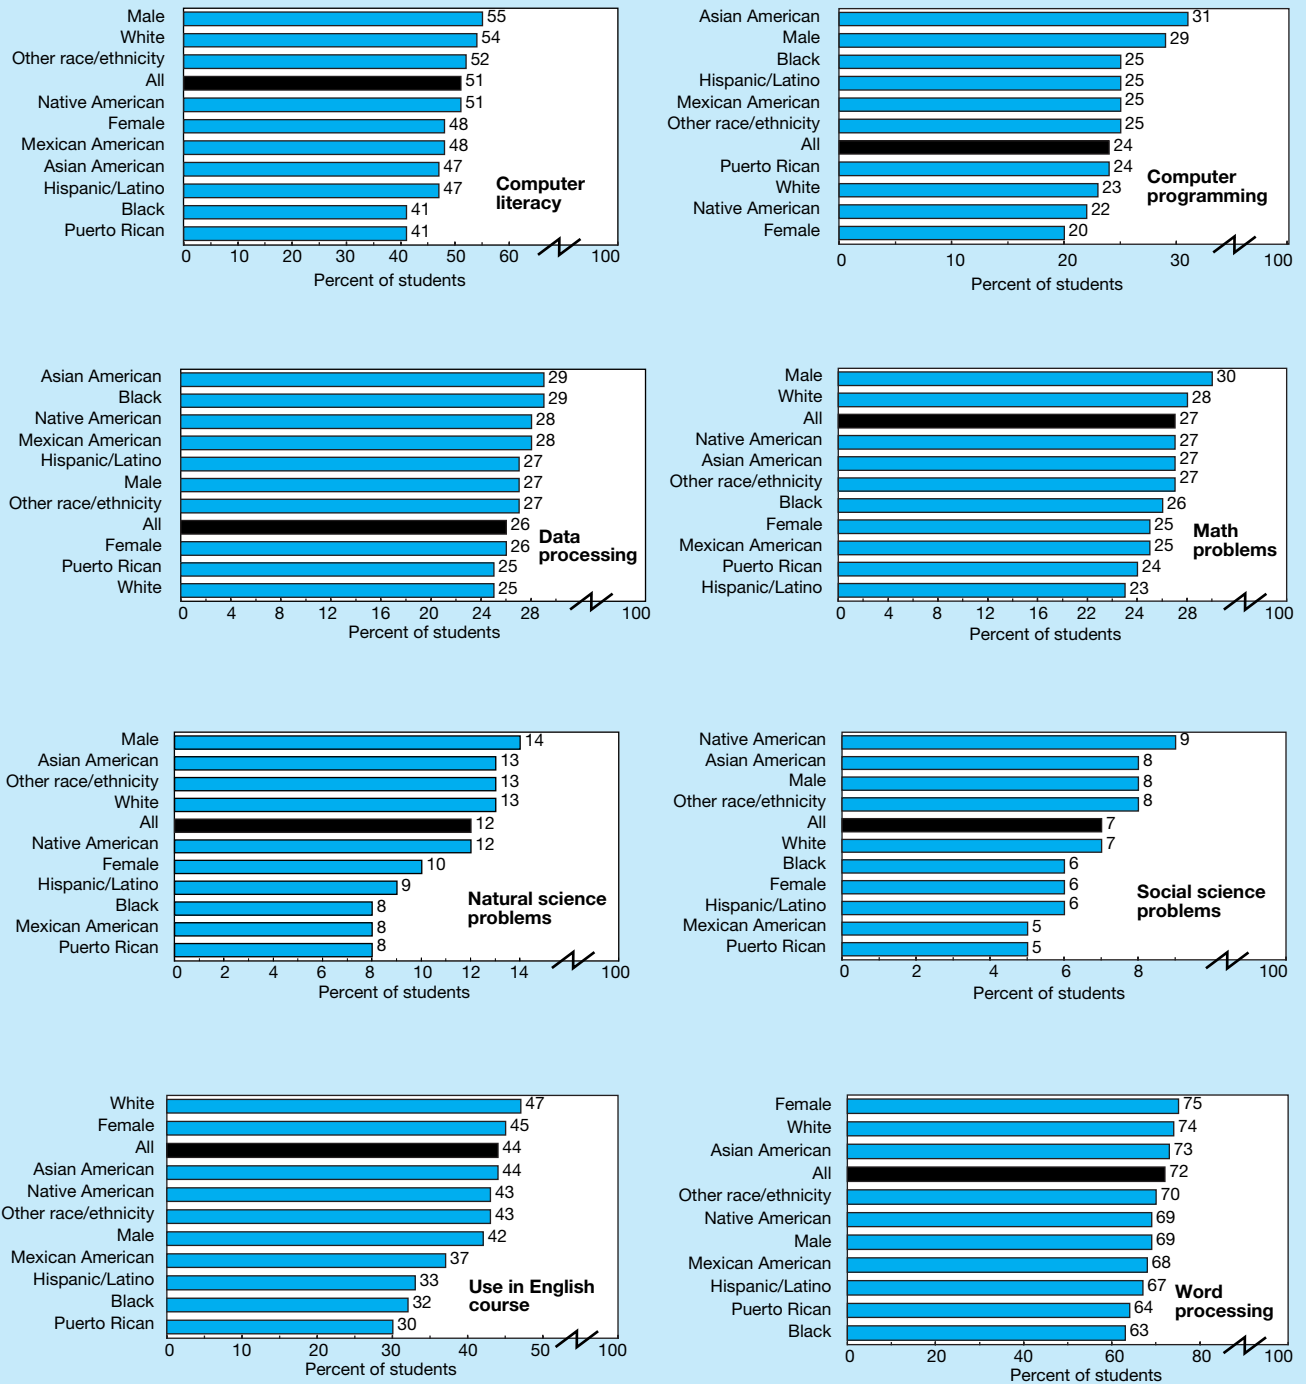 Male 55
White 54
Other race/ethnicity 52
All 51
Native American 51
Female 48
Mexican American 48
Asian American 47
Hispanic/Latino 47
Black 41
Puerto Rican 41
Computer
literacy
0 10 20 30 40 50 60 100
Percent of students
Asian American 31
Male 29
Black 25
Hispanic/Latino 25
Mexican American 25
Other race/ethnicity 25
All 24
Puerto Rican 24
White 23
Native American 22
Female 20
Computer
programming
0 10 20 30 100
Percent of students
Asian American 29
Black 29
Native American 28
Mexican American 28
Hispanic/Latino 27
Male 27
Other race/ethnicity 27
All 26
Female 26
Puerto Rican 25
White 25
Data
processing
0 4 8 12 16 20 24 28 100
Percent of students
Male 30
White 28
All 27
Native American 27
Asian American 27
Other race/ethnicity 27
Black 26
Female 25
Mexican American 25
Puerto Rican 24
Hispanic/Latino 23
Math
problems
0 4 8 12 16 20 24 28 100
Percent of students
Male 14
Asian American 13
Other race/ethnicity 13
White 13
All 12
Native American 12
Female 10
Hispanic/Latino 9
Black 8
Mexican American 8
Puerto Rican 8
Natural science
problems
0 2 4 6 8 10 12 14 100
Percent of students
Native American 9
Asian American 8
Male 8
Other race/ethnicity 8
All 7
White 7
Black 6
Female 6
Hispanic/Latino 6
Mexican American 5
Puerto Rican 5
Social science
problems
0 2 4 6 8 100
Percent of students
White 47
Female 45
All 44
Asian American 44
Native American 43
Other race/ethnicity 43
Male 42
Mexican American 37
Hispanic/Latino 33
Black 32
Puerto Rican 30
Use in English
course
0 10 20 30 40 50 100
Percent of students
Female 75
White 74
Asian American 73
All 72
Other race/ethnicity 70
Native American 69
Male 69
Mexican American 68
Hispanic/Latino 67
Puerto Rican 64
Black 63
Word
processing
0 20 40 60 80 100
Percent of students